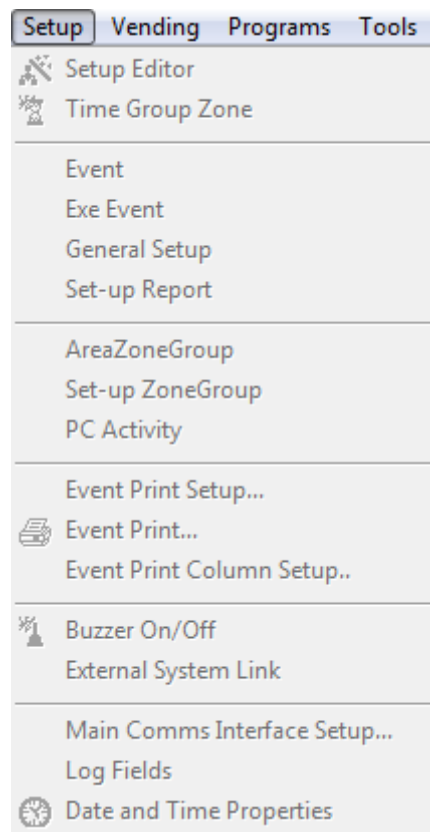 Setup Vending Programs Tools
Setup Editor
Time Group Zone
Event
Exe Event
General Setup
Set-up Report
AreaZoneGroup
Set-up ZoneGroup
PC Activity
Event Print Setup...
Event Print...
Event Print Column Setup..
Buzzer On/Off
External System Link
Main Comms Interface Setup...
Log Fields
Date and Time Properties